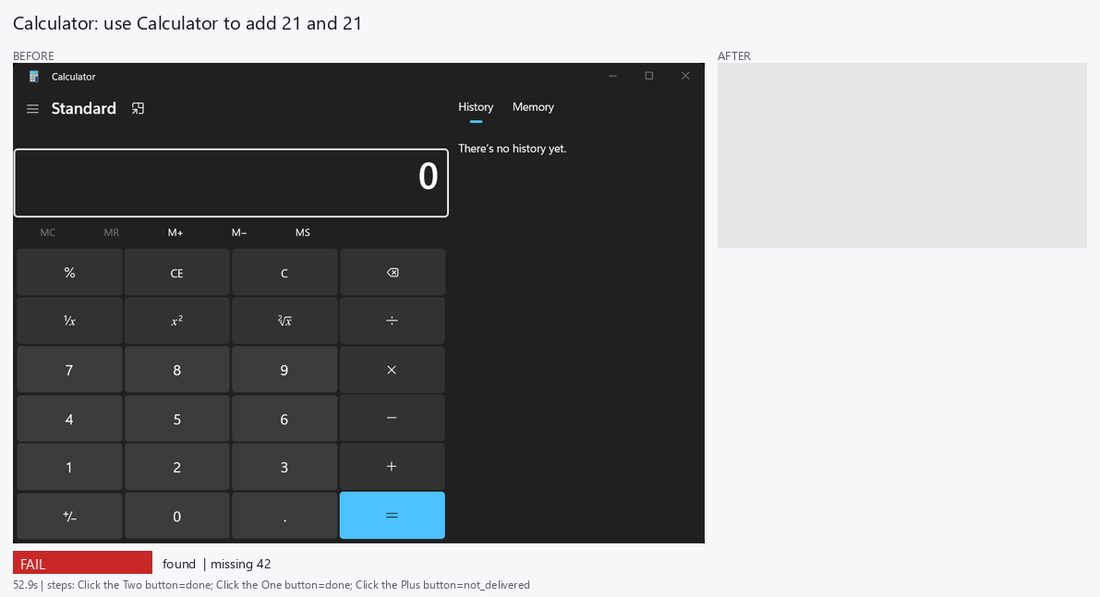 Calculator: use Calculator to add 21 and 21
BEFORE
AFTER
Calculator
Standard
History Memory
There's no history yet.
0
MC MR M+ M− MS
% CE C
⅟x x² ²√x ÷
7 8 9 ×
4 5 6 −
1 2 3 +
+/− 0 . =
FAIL found | missing 42
52.9s | steps: Click the Two button=done; Click the One button=done; Click the Plus button=not_delivered